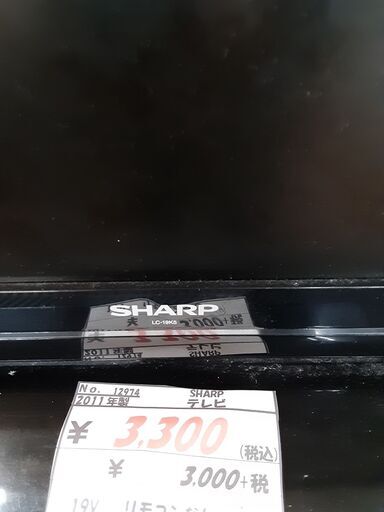 SHARP
LC-19K5
No. 12974 SHARP
2011年製 テレビ
¥ 3,300 (税込)
¥ 3,000+税
19V リモコン